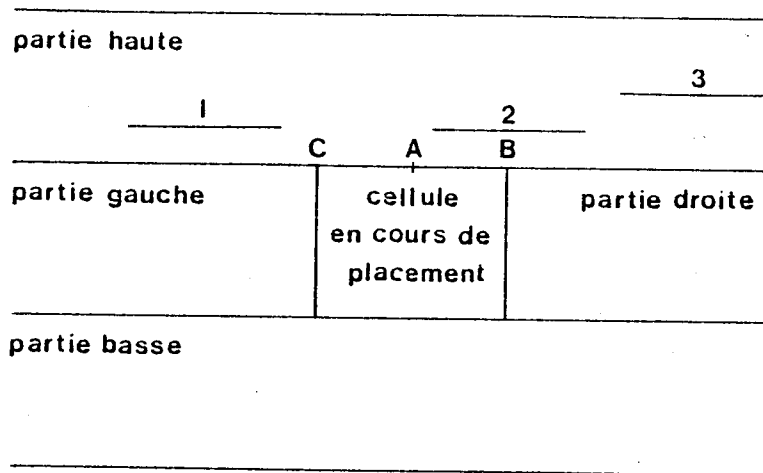 partie haute
3
1
2
C
A
B
partie gauche
cellule
en cours de
placement
partie droite
partie basse